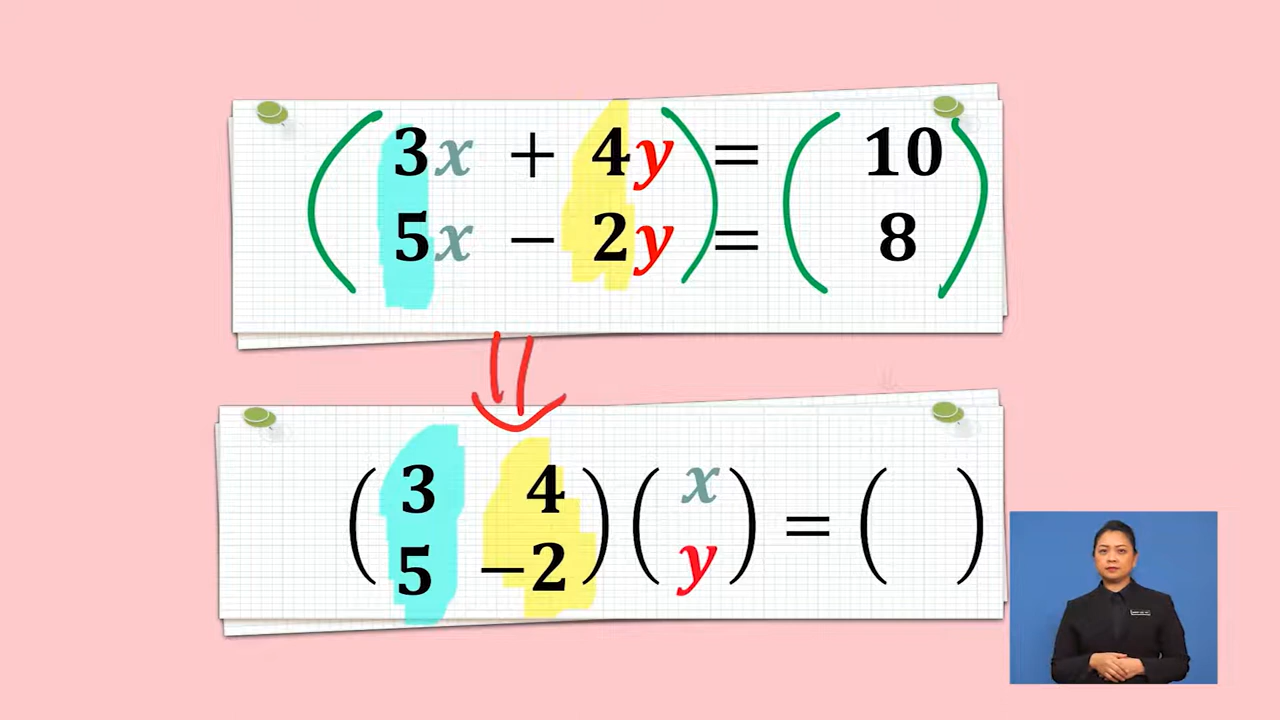 ( 3x + 4y ) = ( 10 )
( 5x − 2y ) = ( 8 )
( 3 4 ) ( x ) = ( )
( 5 −2 ) ( y )